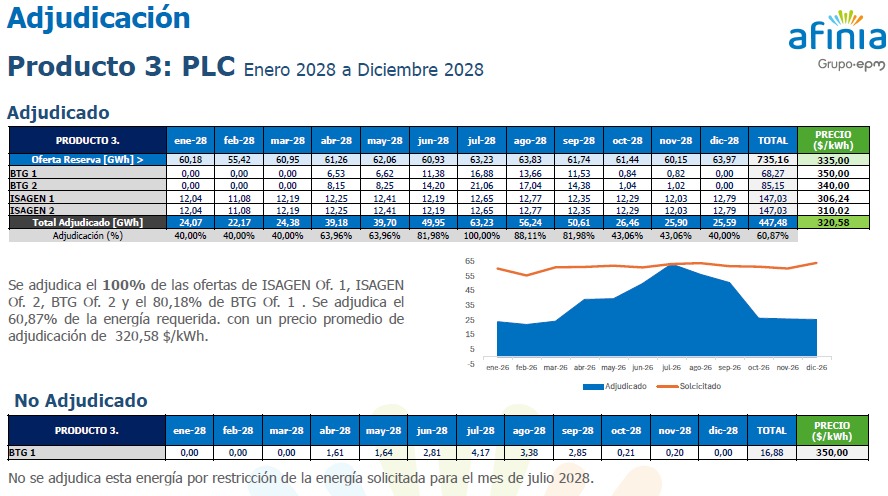 Adjudicación
afinia
Grupo·epm
Producto 3: PLC Enero 2028 a Diciembre 2028
Adjudicado
PRODUCTO 3. ene-28 feb-28 mar-28 abr-28 may-28 jun-28 jul-28 ago-28 sep-28 oct-28 nov-28 dic-28 TOTAL PRECIO ($/kWh)
Oferta Reserva [GWh] > 60,18 55,42 60,95 61,26 62,06 60,93 63,23 63,83 61,74 61,44 60,15 63,97 735,16 335,00
BTG 1 0,00 0,00 0,00 6,53 6,62 11,38 16,88 13,66 11,53 0,84 0,82 0,00 68,27 350,00
BTG 2 0,00 0,00 0,00 8,15 8,25 14,20 21,06 17,04 14,38 1,04 1,02 0,00 85,15 340,00
ISAGEN 1 12,04 11,08 12,19 12,25 12,41 12,19 12,65 12,77 12,35 12,29 12,03 12,79 147,03 306,24
ISAGEN 2 12,04 11,08 12,19 12,25 12,41 12,19 12,65 12,77 12,35 12,29 12,03 12,79 147,03 310,02
Total Adjudicado [GWh] 24,07 22,17 24,38 39,18 39,70 49,95 63,23 56,24 50,61 26,46 25,90 25,59 447,48 320,58
Adjudicación (%) 40,00% 40,00% 40,00% 63,96% 63,96% 81,98% 100,00% 88,11% 81,98% 43,06% 43,06% 40,00% 60,87%
Se adjudica el 100% de las ofertas de ISAGEN Of. 1, ISAGEN
Of. 2, BTG Of. 2 y el 80,18% de BTG Of. 1 . Se adjudica el
60,87% de la energía requerida. con un precio promedio de
adjudicación de 320,58 $/kWh.
65
55
45
35
25
15
5
-5
ene-26 feb-26 mar-26 abr-26 may-26 jun-26 jul-26 ago-26 sep-26 oct-26 nov-26 dic-26
Adjudicado Solcicitado
No Adjudicado
PRODUCTO 3. ene-28 feb-28 mar-28 abr-28 may-28 jun-28 jul-28 ago-28 sep-28 oct-28 nov-28 dic-28 TOTAL PRECIO ($/kWh)
BTG 1 0,00 0,00 0,00 1,61 1,64 2,81 4,17 3,38 2,85 0,21 0,20 0,00 16,88 350,00
No se adjudica esta energía por restricción de la energía solicitada para el mes de julio 2028.